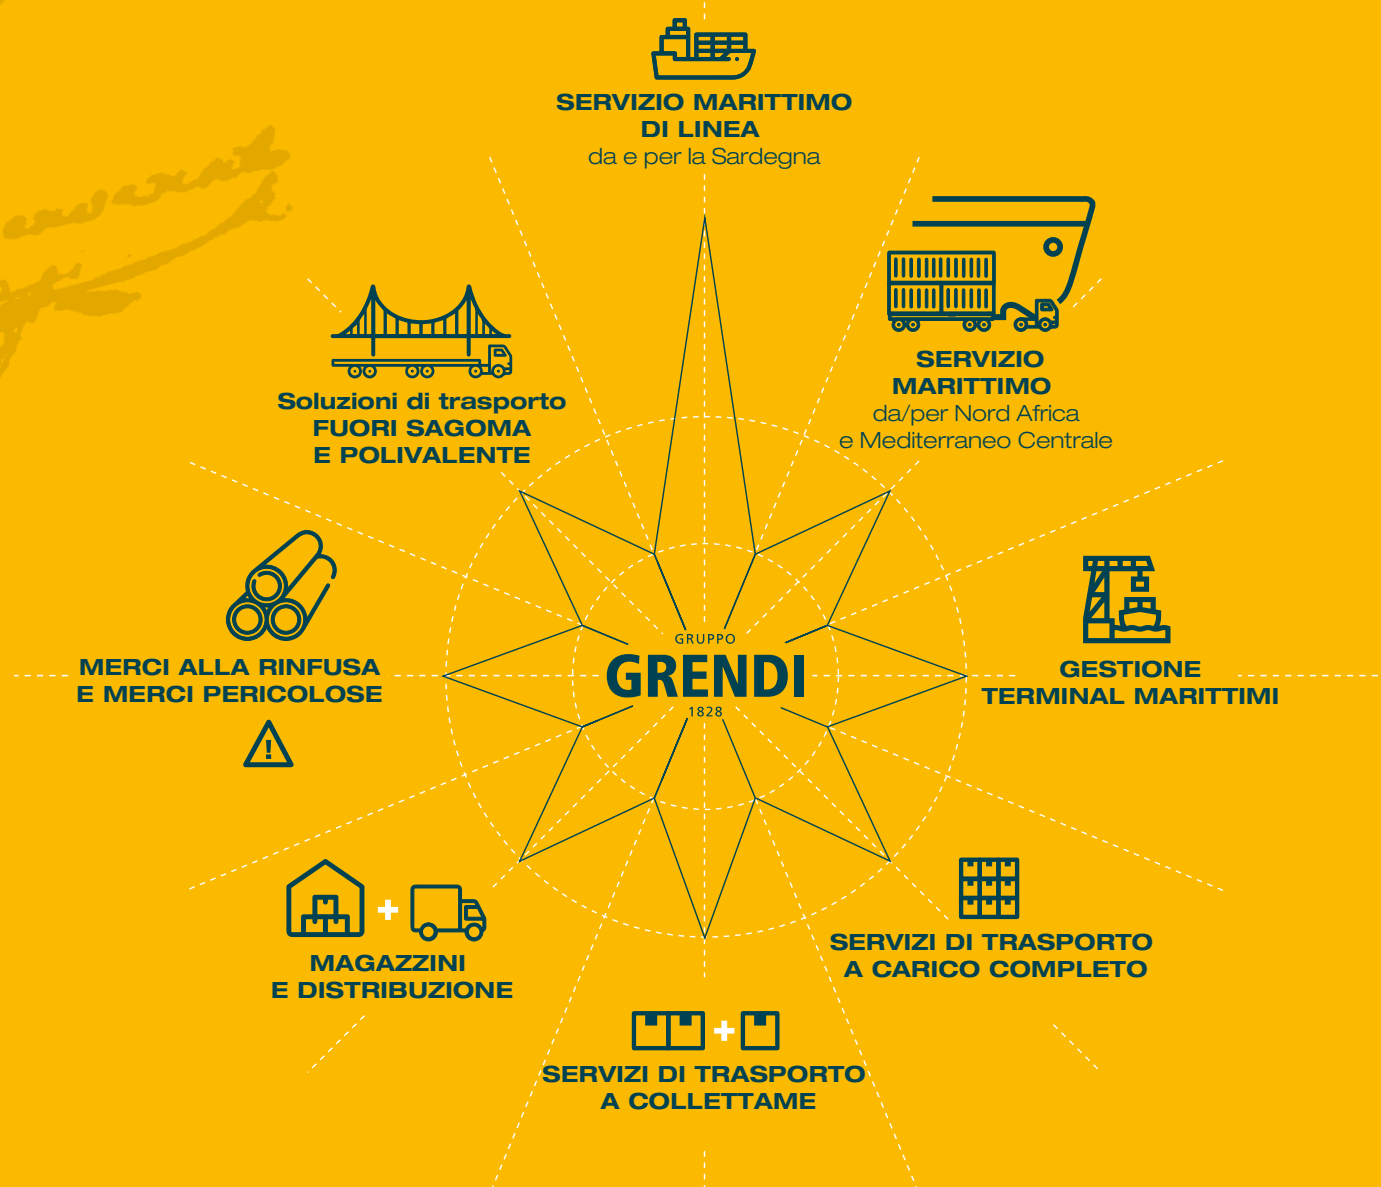 SERVIZIO MARITTIMO
DI LINEA
da e per la Sardegna
SERVIZIO
MARITTIMO
da/per Nord Africa
e Mediterraneo Centrale
Soluzioni di trasporto
FUORI SAGOMA
E POLIVALENTE
GRUPPO
GRENDI
1828
MERCI ALLA RINFUSA
E MERCI PERICOLOSE
!
GESTIONE
TERMINAL MARITTIMI
MAGAZZINI
E DISTRIBUZIONE
SERVIZI DI TRASPORTO
A CARICO COMPLETO
SERVIZI DI TRASPORTO
A COLLETTAME